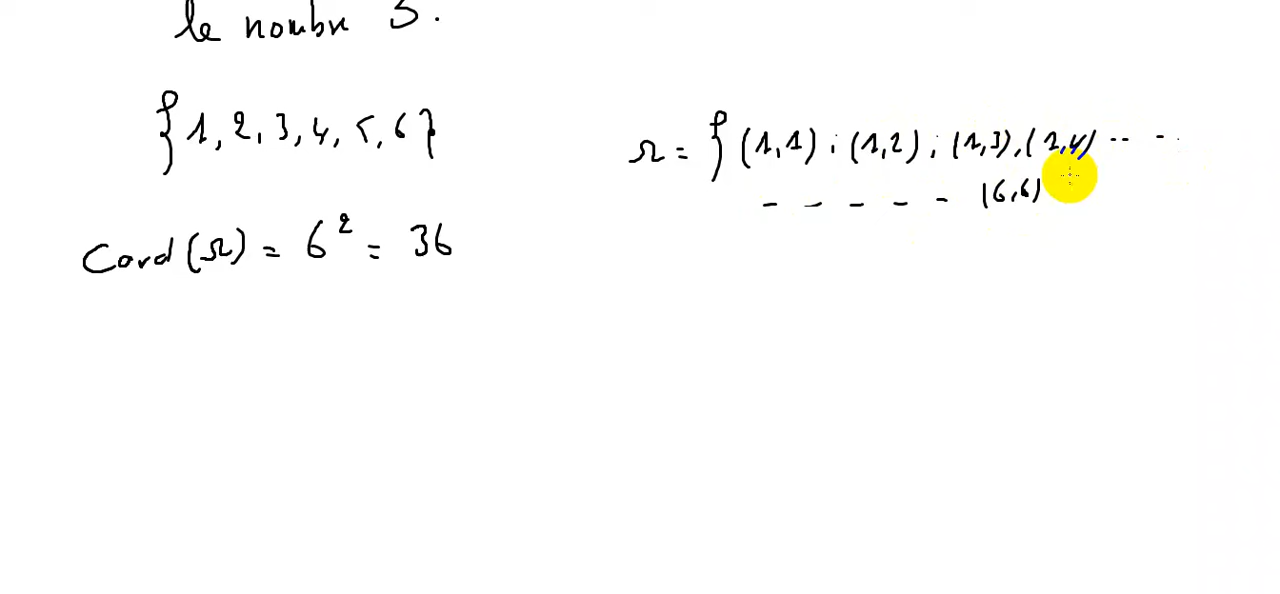 le nombre 3.
{1, 2, 3, 4, 5, 6}
Ω = {(1,1) ; (1,2) ; (1,3), (1,4) -- --
- - - - - (6,6)
Card(Ω) = 6² = 36